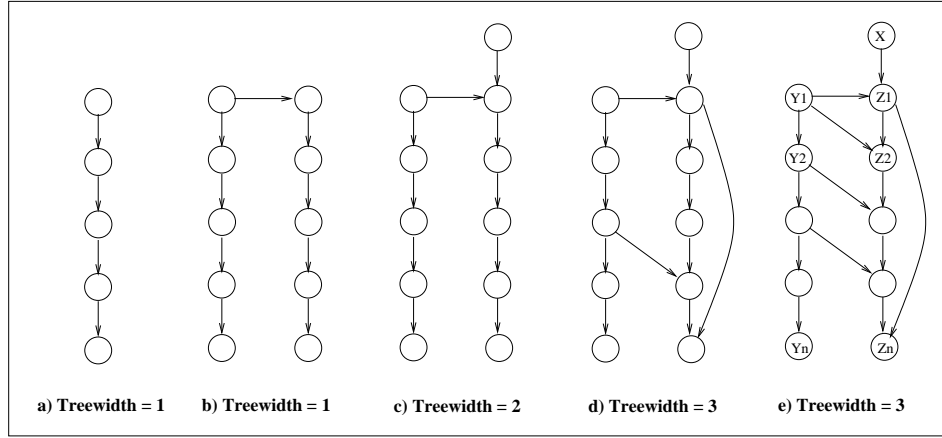 X
Y1
Z1
Y2
Z2
Yn
Zn
a) Treewidth = 1
b) Treewidth = 1
c) Treewidth = 2
d) Treewidth = 3
e) Treewidth = 3